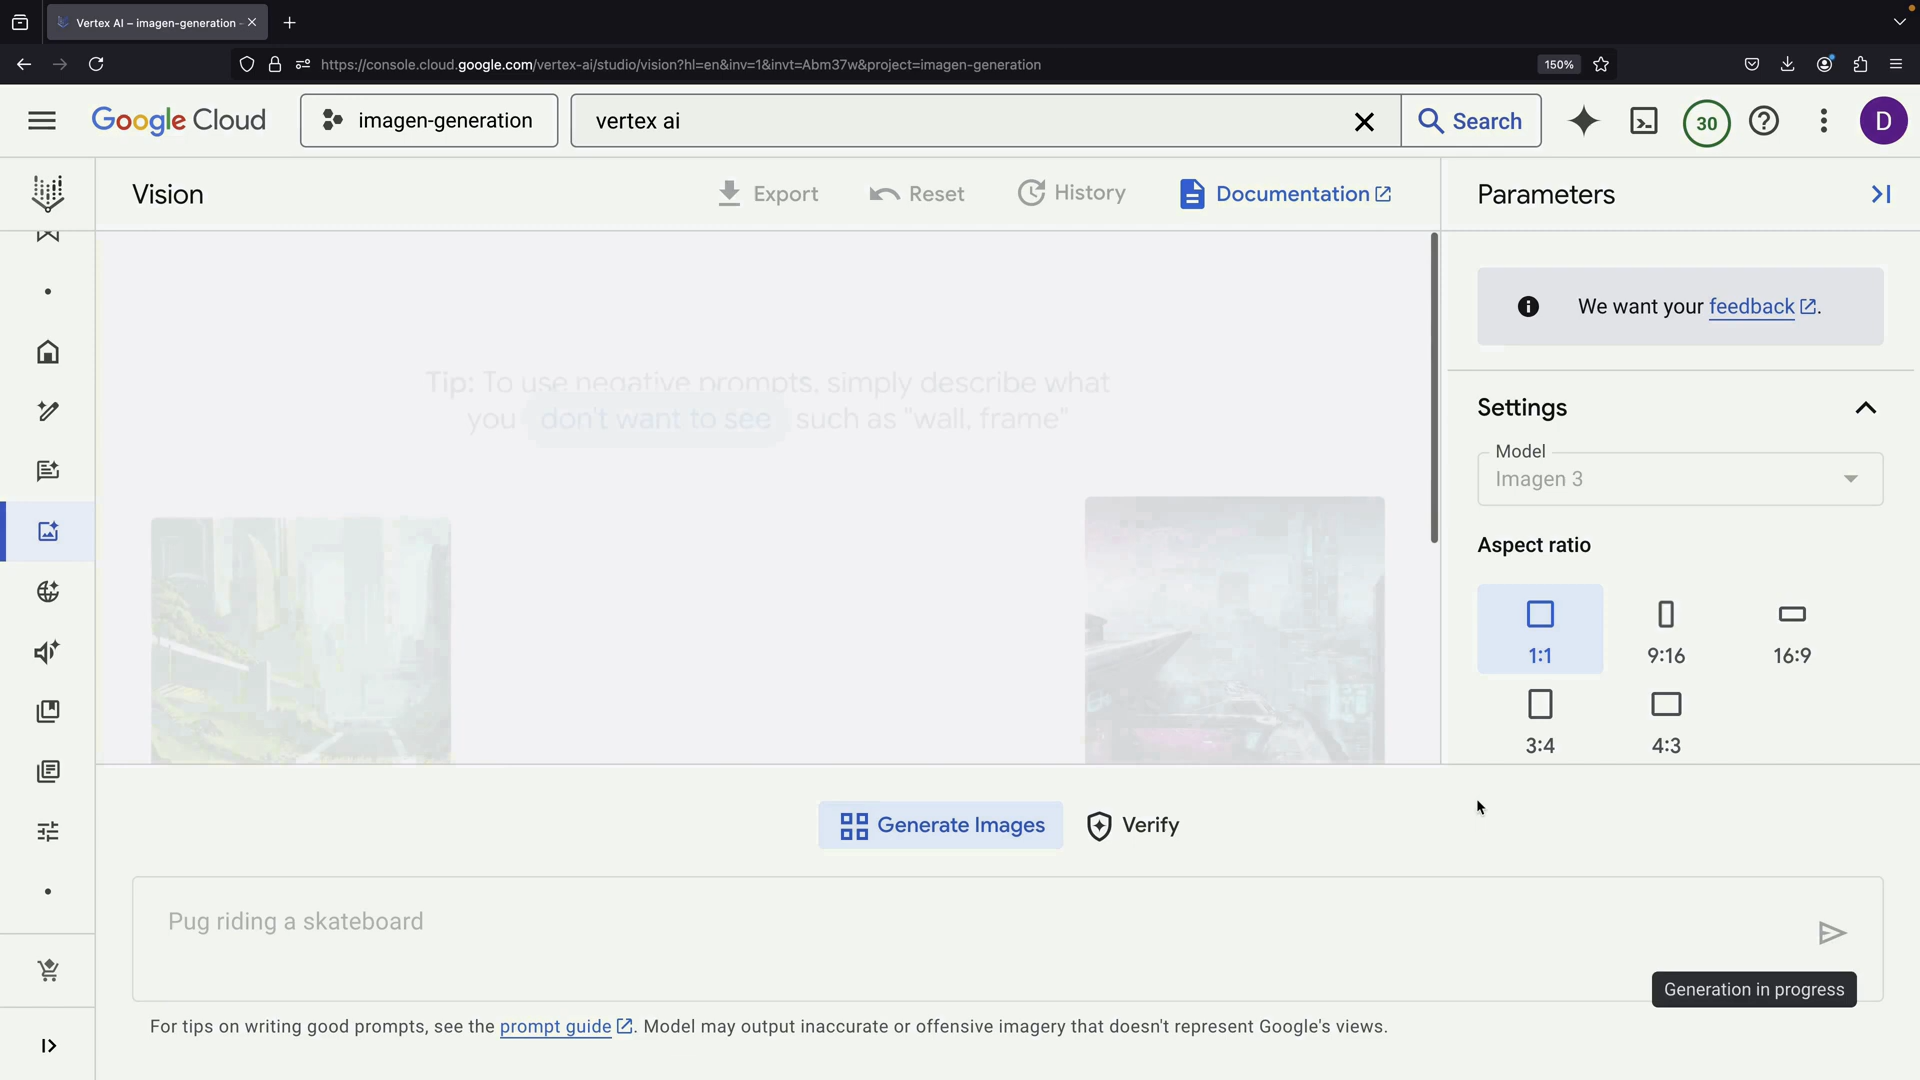 Vertex AI – imagen-generation -
https://console.cloud.google.com/vertex-ai/studio/vision?hl=en&inv=1&invt=Abm37w&project=imagen-generation
150%
Google Cloud
imagen-generation
vertex ai
Search
30
D
Vision
Export
Reset
History
Documentation
Parameters
We want your feedback.
Tip: To use negative prompts, simply describe what
you don't want to see such as "wall, frame"
Settings
Model
Imagen 3
Aspect ratio
1:1
9:16
16:9
3:4
4:3
Generate Images
Verify
Pug riding a skateboard
Generation in progress
For tips on writing good prompts, see the prompt guide. Model may output inaccurate or offensive imagery that doesn't represent Google's views.